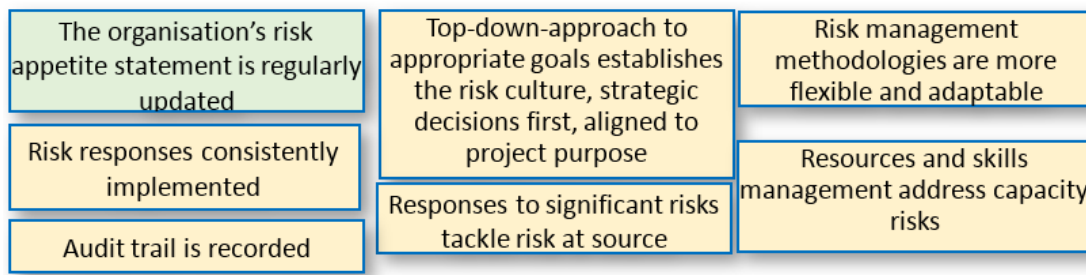 The organisation's risk
appetite statement is regularly
updated
Risk responses consistently
implemented
Audit trail is recorded
Top-down-approach to
appropriate goals establishes
the risk culture, strategic
decisions first, aligned to
project purpose
Responses to significant risks
tackle risk at source
Risk management
methodologies are more
flexible and adaptable
Resources and skills
management address capacity
risks